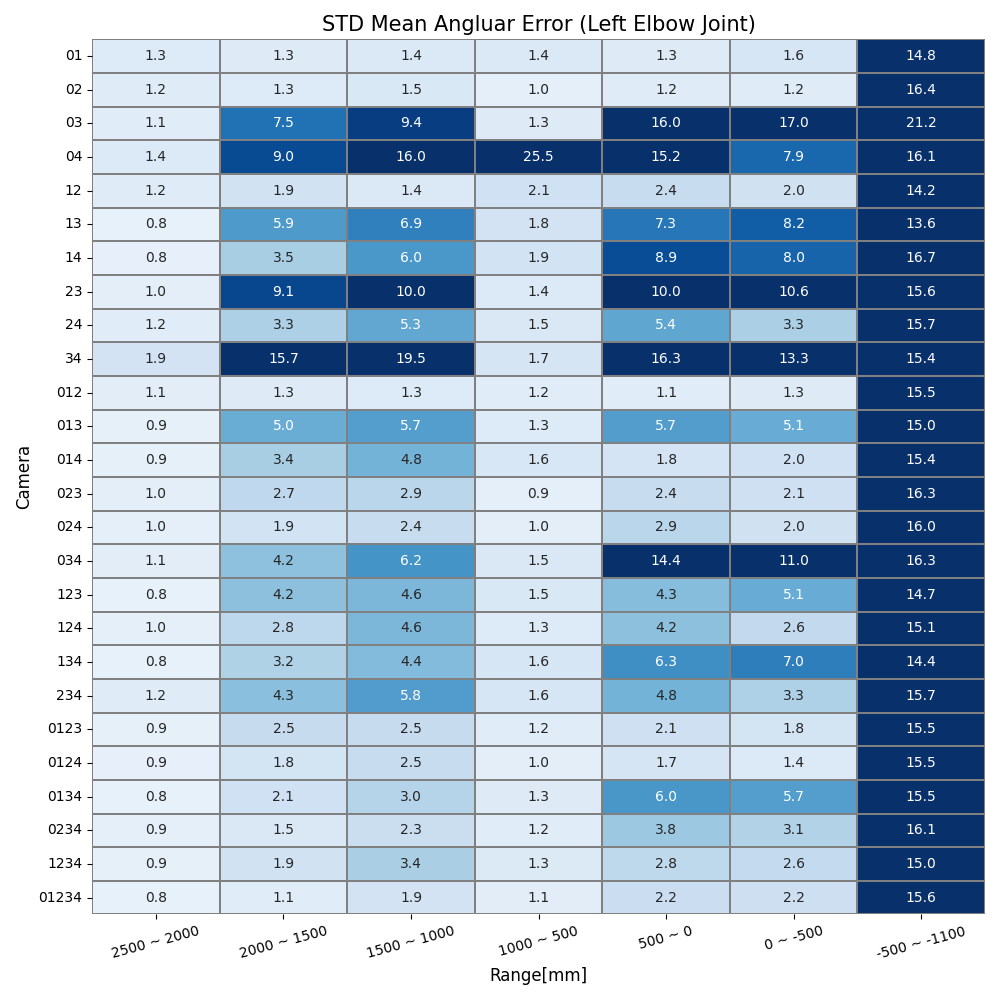 STD Mean Angluar Error (Left Elbow Joint)
01 1.3 1.3 1.4 1.4 1.3 1.6 14.8
02 1.2 1.3 1.5 1.0 1.2 1.2 16.4
03 1.1 7.5 9.4 1.3 16.0 17.0 21.2
04 1.4 9.0 16.0 25.5 15.2 7.9 16.1
12 1.2 1.9 1.4 2.1 2.4 2.0 14.2
13 0.8 5.9 6.9 1.8 7.3 8.2 13.6
14 0.8 3.5 6.0 1.9 8.9 8.0 16.7
23 1.0 9.1 10.0 1.4 10.0 10.6 15.6
24 1.2 3.3 5.3 1.5 5.4 3.3 15.7
34 1.9 15.7 19.5 1.7 16.3 13.3 15.4
012 1.1 1.3 1.3 1.2 1.1 1.3 15.5
013 0.9 5.0 5.7 1.3 5.7 5.1 15.0
014 0.9 3.4 4.8 1.6 1.8 2.0 15.4
023 1.0 2.7 2.9 0.9 2.4 2.1 16.3
024 1.0 1.9 2.4 1.0 2.9 2.0 16.0
034 1.1 4.2 6.2 1.5 14.4 11.0 16.3
123 0.8 4.2 4.6 1.5 4.3 5.1 14.7
124 1.0 2.8 4.6 1.3 4.2 2.6 15.1
134 0.8 3.2 4.4 1.6 6.3 7.0 14.4
234 1.2 4.3 5.8 1.6 4.8 3.3 15.7
0123 0.9 2.5 2.5 1.2 2.1 1.8 15.5
0124 0.9 1.8 2.5 1.0 1.7 1.4 15.5
0134 0.8 2.1 3.0 1.3 6.0 5.7 15.5
0234 0.9 1.5 2.3 1.2 3.8 3.1 16.1
1234 0.9 1.9 3.4 1.3 2.8 2.6 15.0
01234 0.8 1.1 1.9 1.1 2.2 2.2 15.6
Camera
2500 ~ 2000 2000 ~ 1500 1500 ~ 1000 1000 ~ 500 500 ~ 0 0 ~ -500 -500 ~ -1100
Range[mm]